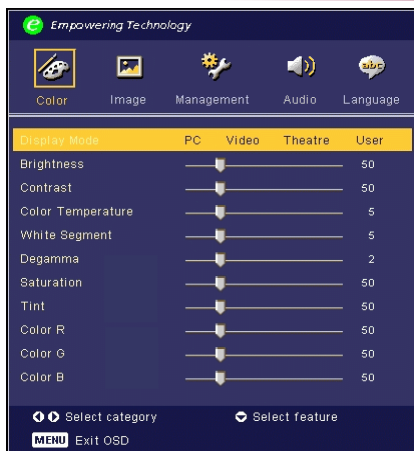 e Empowering Technology
abc
Color Image Management Audio Language
Display Mode PC Video Theatre User
Brightness 50
Contrast 50
Color Temperature 5
White Segment 5
Degamma 2
Saturation 50
Tint 50
Color R 50
Color G 50
Color B 50
Select category Select feature
MENU Exit OSD